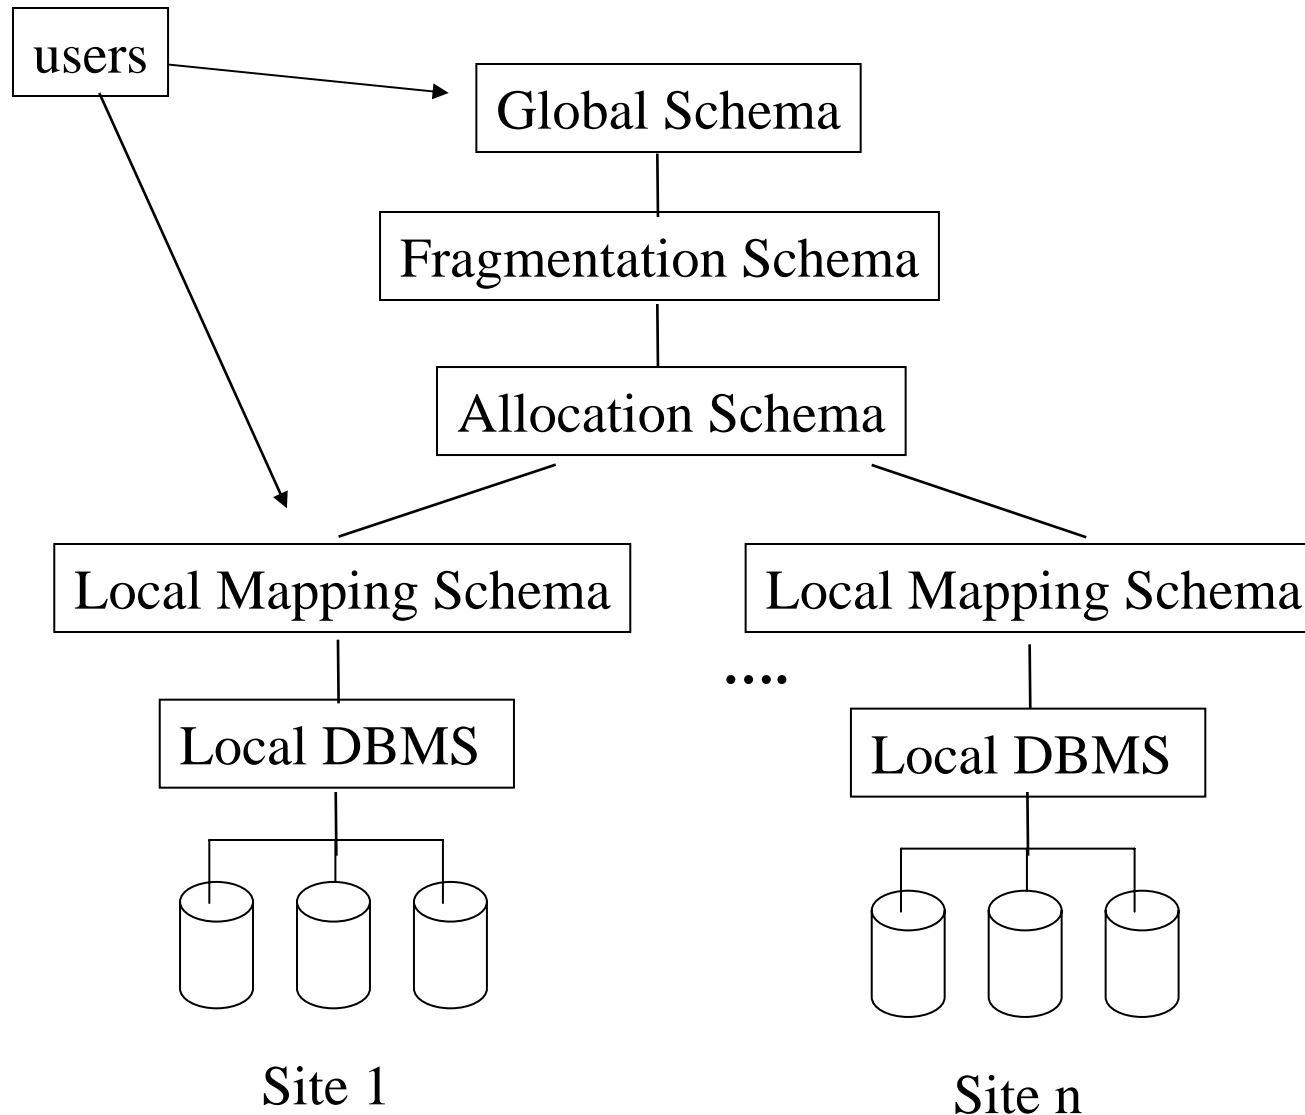 users
Global Schema
Fragmentation Schema
Allocation Schema
Local Mapping Schema
Local Mapping Schema
....
Local DBMS
Local DBMS
Site 1
Site n